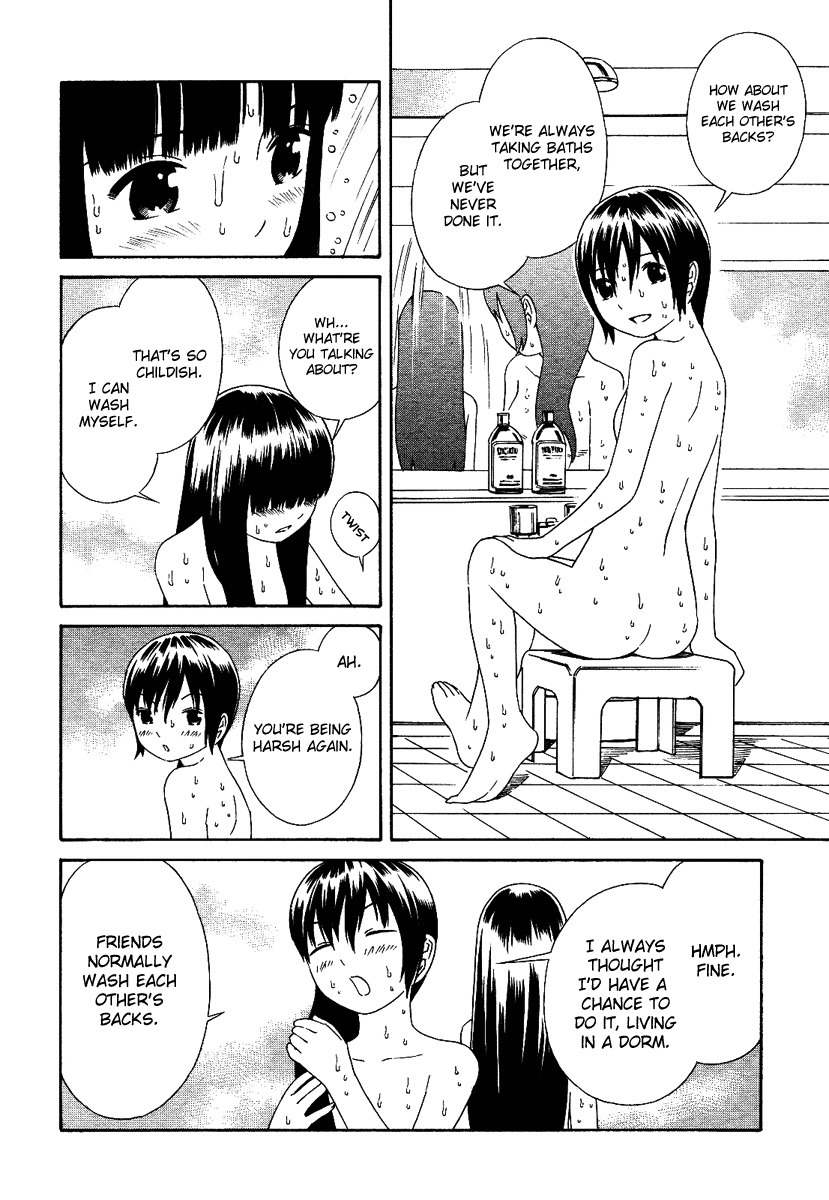 HOW ABOUT
WE WASH
EACH OTHER'S
BACKS?
WE'RE ALWAYS
TAKING BATHS
TOGETHER,
BUT
WE'VE
NEVER
DONE IT.
WH...
WHAT'RE
YOU TALKING
ABOUT?
THAT'S SO
CHILDISH.
I CAN
WASH
MYSELF.
TWIST
AH.
YOU'RE BEING
HARSH AGAIN.
HMPH.
FINE.
I ALWAYS
THOUGHT
I'D HAVE A
CHANCE TO
DO IT, LIVING
IN A DORM.
FRIENDS
NORMALLY
WASH EACH
OTHER'S
BACKS.